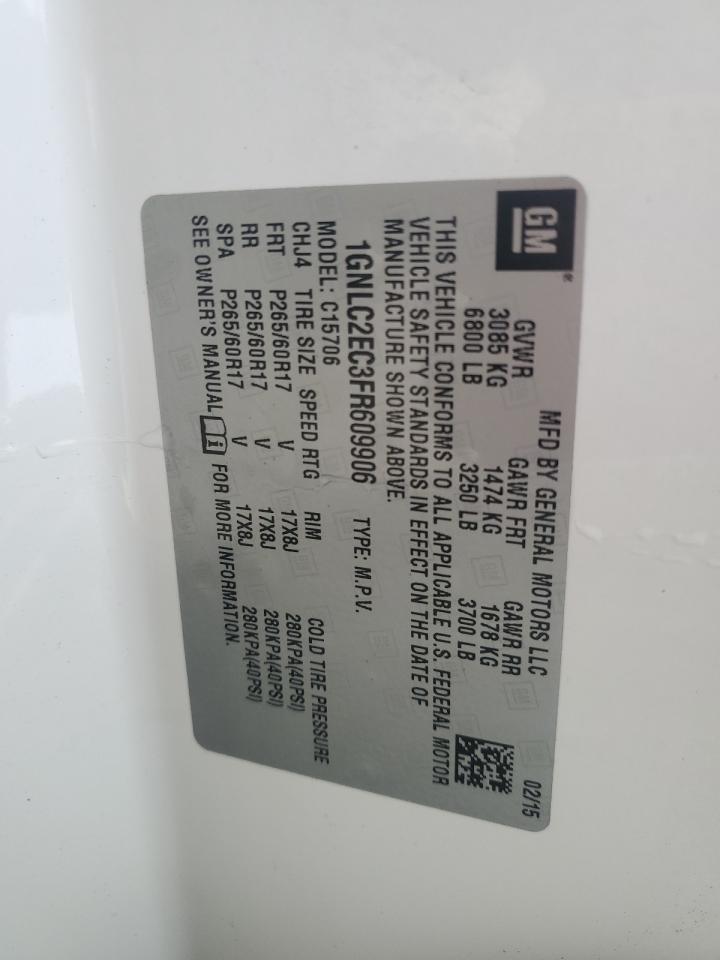 GM®
MFD BY GENERAL MOTORS LLC 02/15
GVWR GAWR FRT GAWR RR
3085 KG 1474 KG 1678 KG
6800 LB 3250 LB 3700 LB
THIS VEHICLE CONFORMS TO ALL APPLICABLE U.S. FEDERAL MOTOR
VEHICLE SAFETY STANDARDS IN EFFECT ON THE DATE OF
MANUFACTURE SHOWN ABOVE.
1GNLC2EC3FR609906 TYPE: M.P.V.
MODEL: C15706
CHJ4 TIRE SIZE SPEED RTG RIM COLD TIRE PRESSURE
FRT P265/60R17 V 17X8J 280KPA(40PSI)
RR P265/60R17 V 17X8J 280KPA(40PSI)
SPA P265/60R17 V 17X8J 280KPA(40PSI)
SEE OWNER'S MANUAL i FOR MORE INFORMATION.